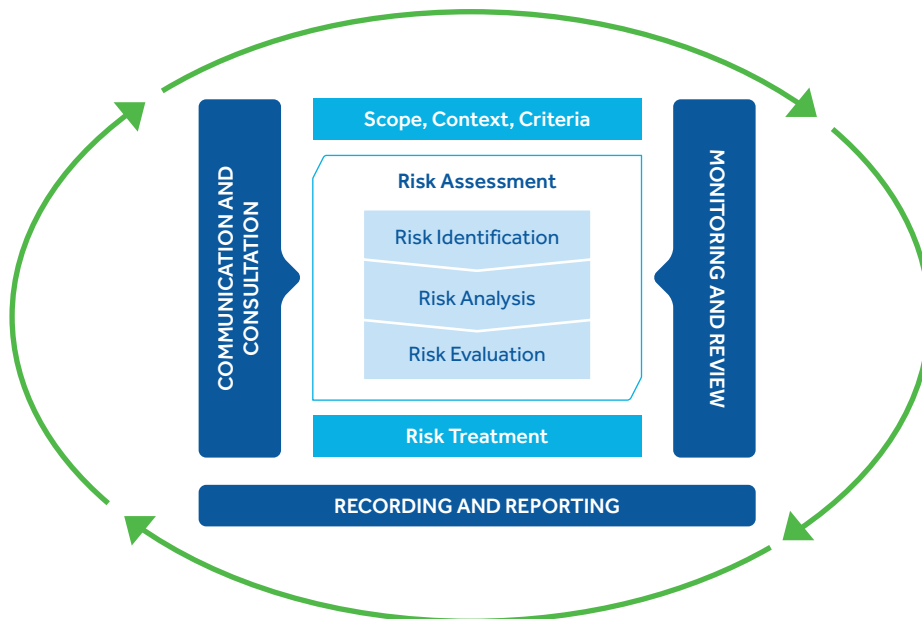 Scope, Context, Criteria
COMMUNICATION AND
CONSULTATION
Risk Assessment
Risk Identification
Risk Analysis
Risk Evaluation
MONITORING AND REVIEW
Risk Treatment
RECORDING AND REPORTING